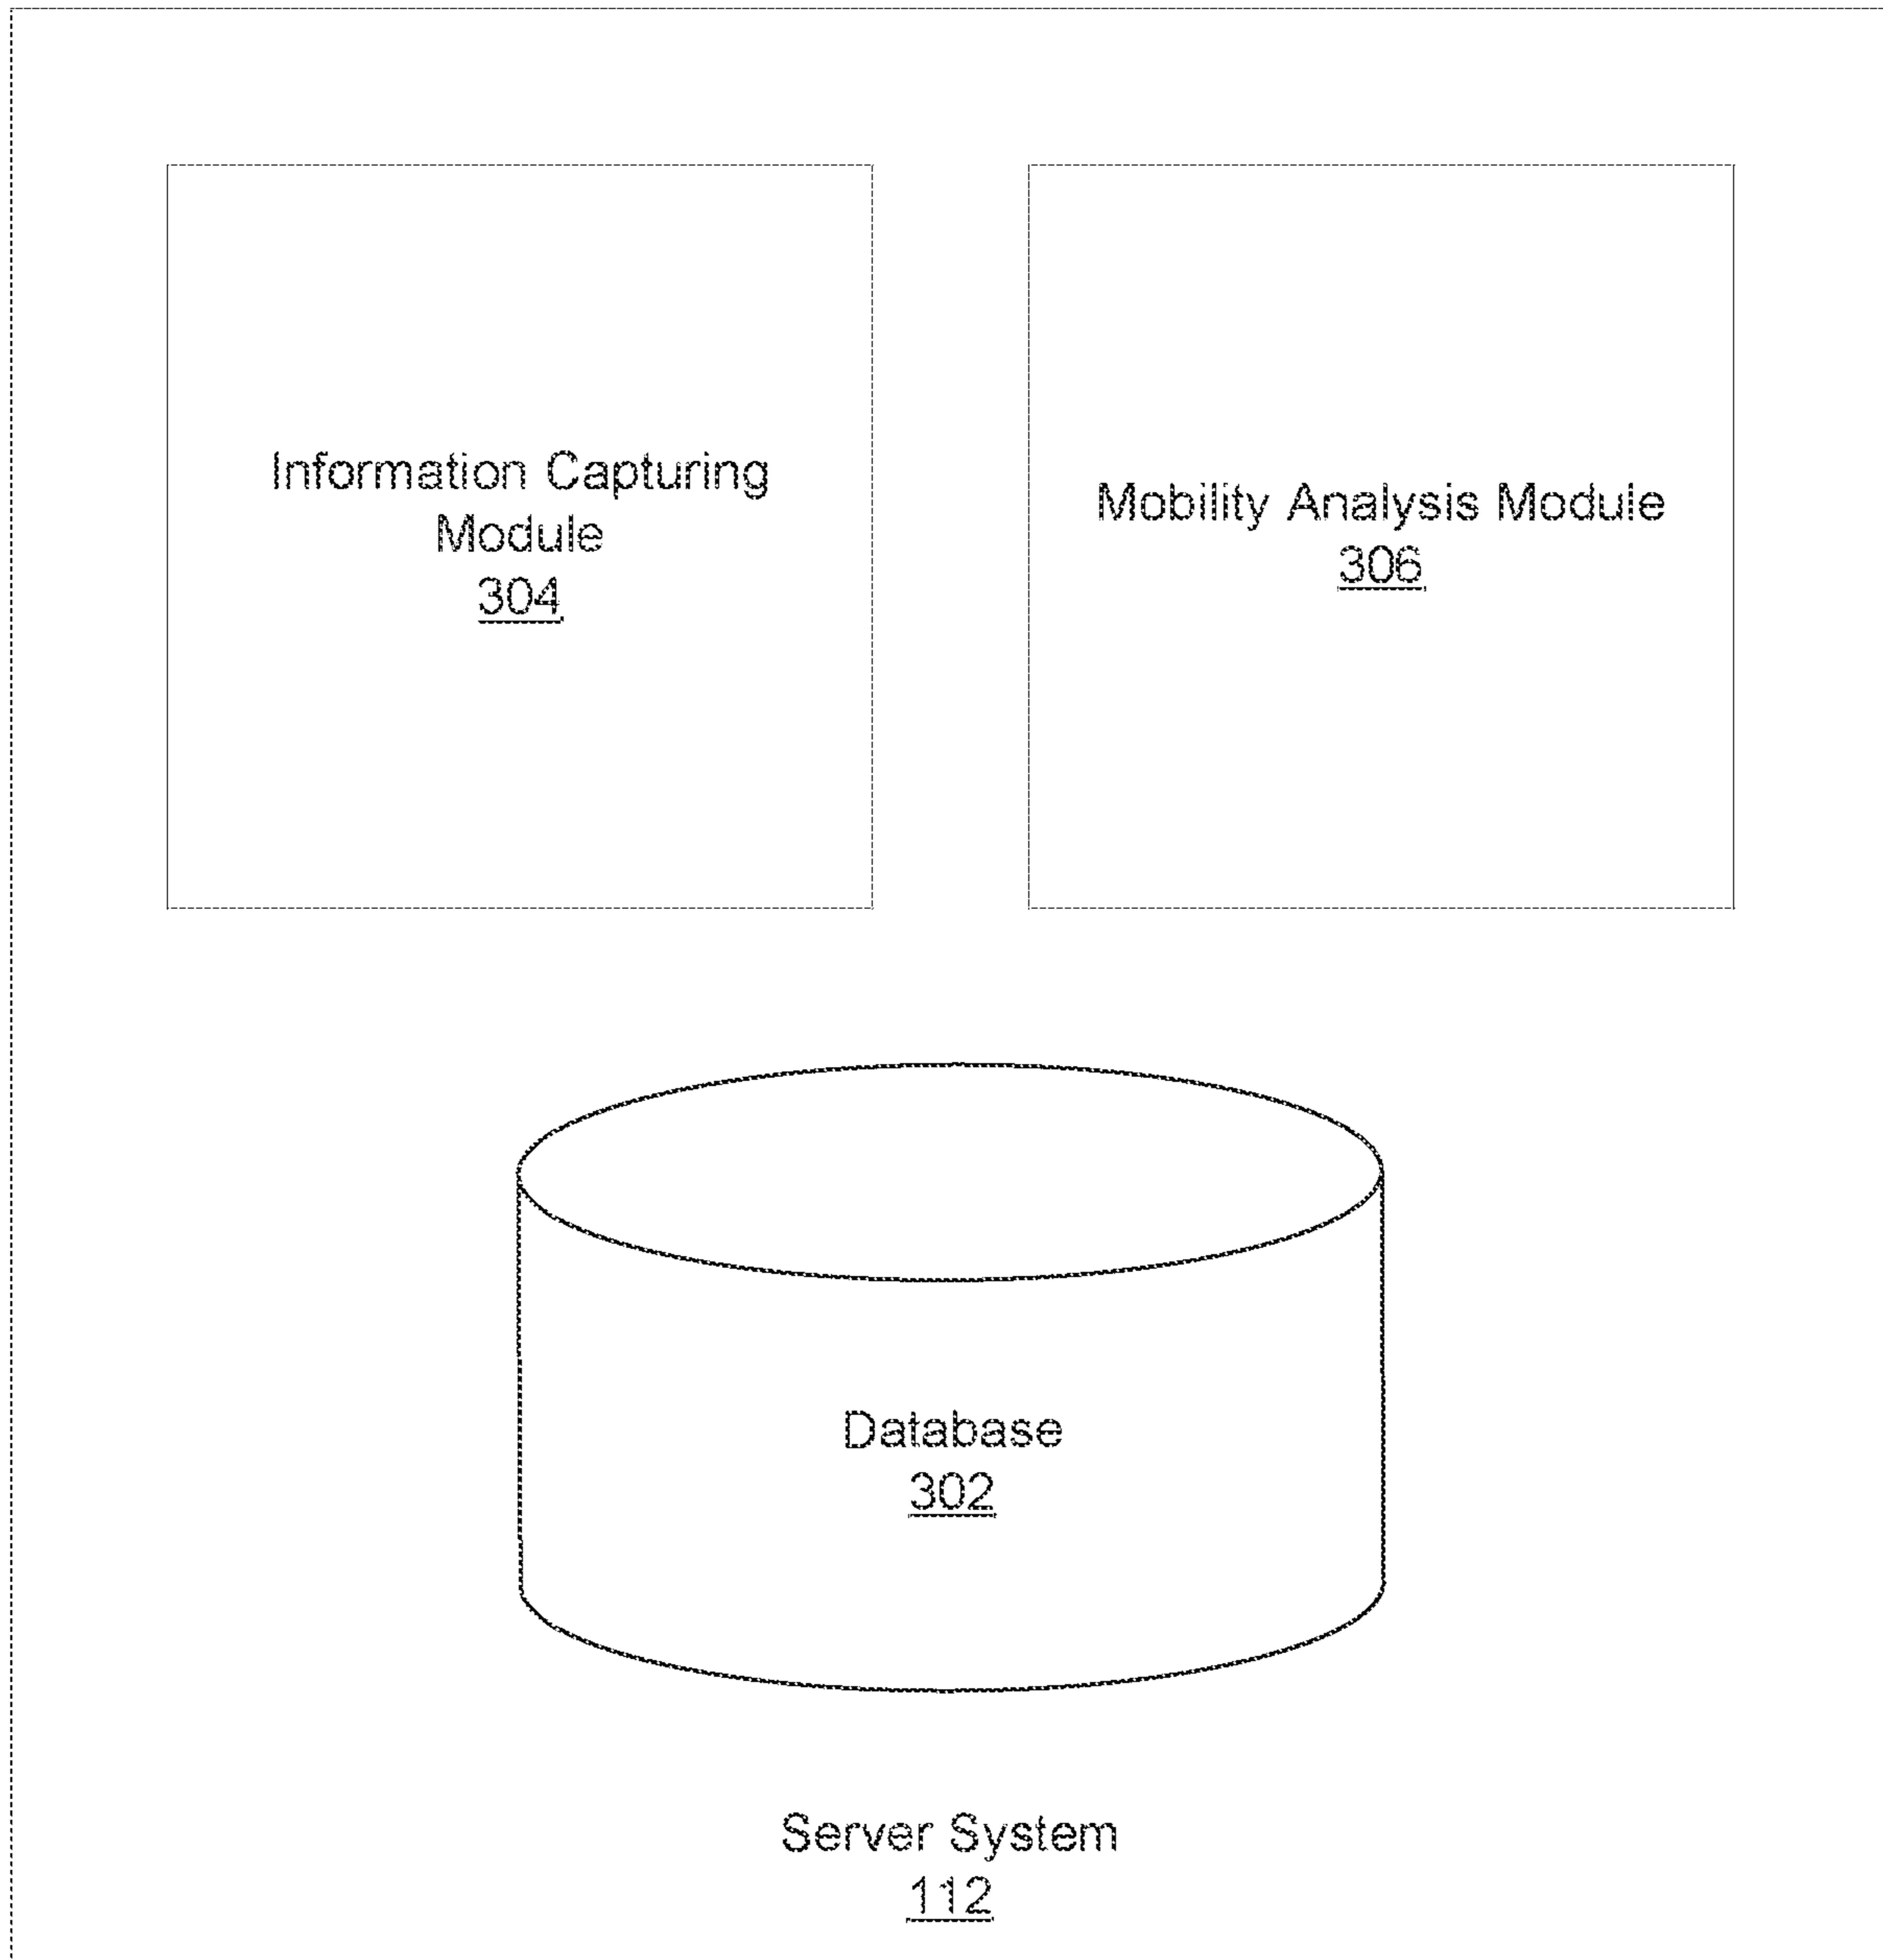 Information Capturing
Module
304
Mobility Analysis Module
306
Database
302
Server System
112